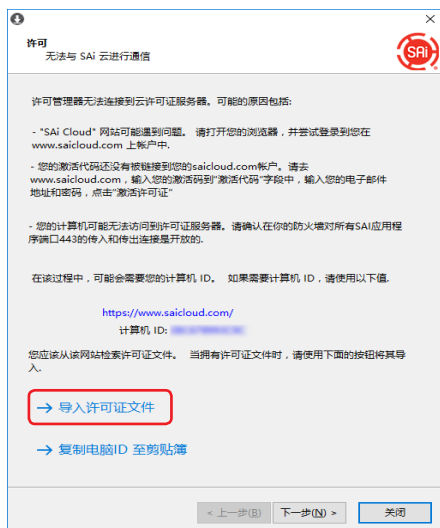 许可
无法与 SAi 云进行通信
SAi
许可管理器无法连接到云许可证服务器。可能的原因包括:
- "SAi Cloud" 网站可能遇到问题。 请打开您的浏览器，并尝试登录到您在
www.saicloud.com 上帐户中.
- 您的激活代码还没有被链接到您的saicloud.com帐户。请去
www.saicloud.com，输入您的激活码到"激活代码"字段中，输入您的电子邮件
地址和密码，点击"激活许可证"
- 您的计算机可能无法访问到许可证服务器。请确认在你的防火墙对所有SAI应用程
序端口443的传入和传出连接是开放的.
在该过程中，可能会需要您的计算机 ID。 如果需要计算机 ID，请使用以下值.
https://www.saicloud.com/
计算机 ID:
您应该从该网站检索许可证文件。 当拥有许可证文件时，请使用下面的按钮将其导
入.
→ 导入许可证文件
→ 复制电脑ID 至剪贴簿
< 上一步(B)
下一步(N) >
关闭